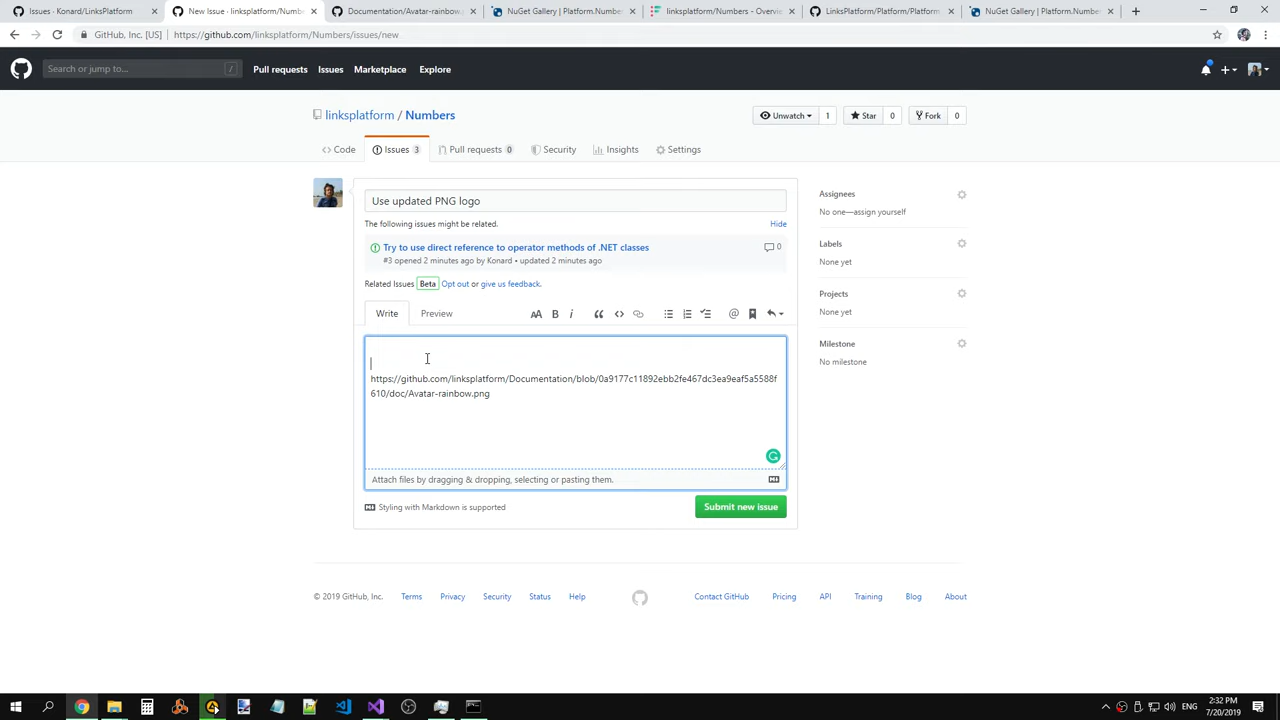 Issues · Konard/LinksPlatform
New Issue · linksplatform/Numbe
Documentation/Avatar-rainbow.p
NuGet Gallery | Platform.Number
linksplatform/Numbers - Overvie
LinksPlatform/Platform/Platform.
NuGet Gallery | Platform.Number
GitHub, Inc. [US]
https://github.com/linksplatform/Numbers/issues/new
Search or jump to...
/
Pull requests
Issues
Marketplace
Explore
linksplatform / Numbers
Unwatch
1
Star
0
Fork
0
Code
Issues 3
Pull requests 0
Security
Insights
Settings
Use updated PNG logo
The following issues might be related.
Hide
Try to use direct reference to operator methods of .NET classes
0
#3 opened 2 minutes ago by Konard • updated 2 minutes ago
Related Issues Beta Opt out or give us feedback.
Write
Preview
https://github.com/linksplatform/Documentation/blob/0a9177c11892ebb2fe467dc3ea9eaf5a5588f
610/doc/Avatar-rainbow.png
Attach files by dragging & dropping, selecting or pasting them.
Styling with Markdown is supported
Submit new issue
Assignees
No one—assign yourself
Labels
None yet
Projects
None yet
Milestone
No milestone
© 2019 GitHub, Inc.
Terms
Privacy
Security
Status
Help
Contact GitHub
Pricing
API
Training
Blog
About
2:32 PM
7/20/2019